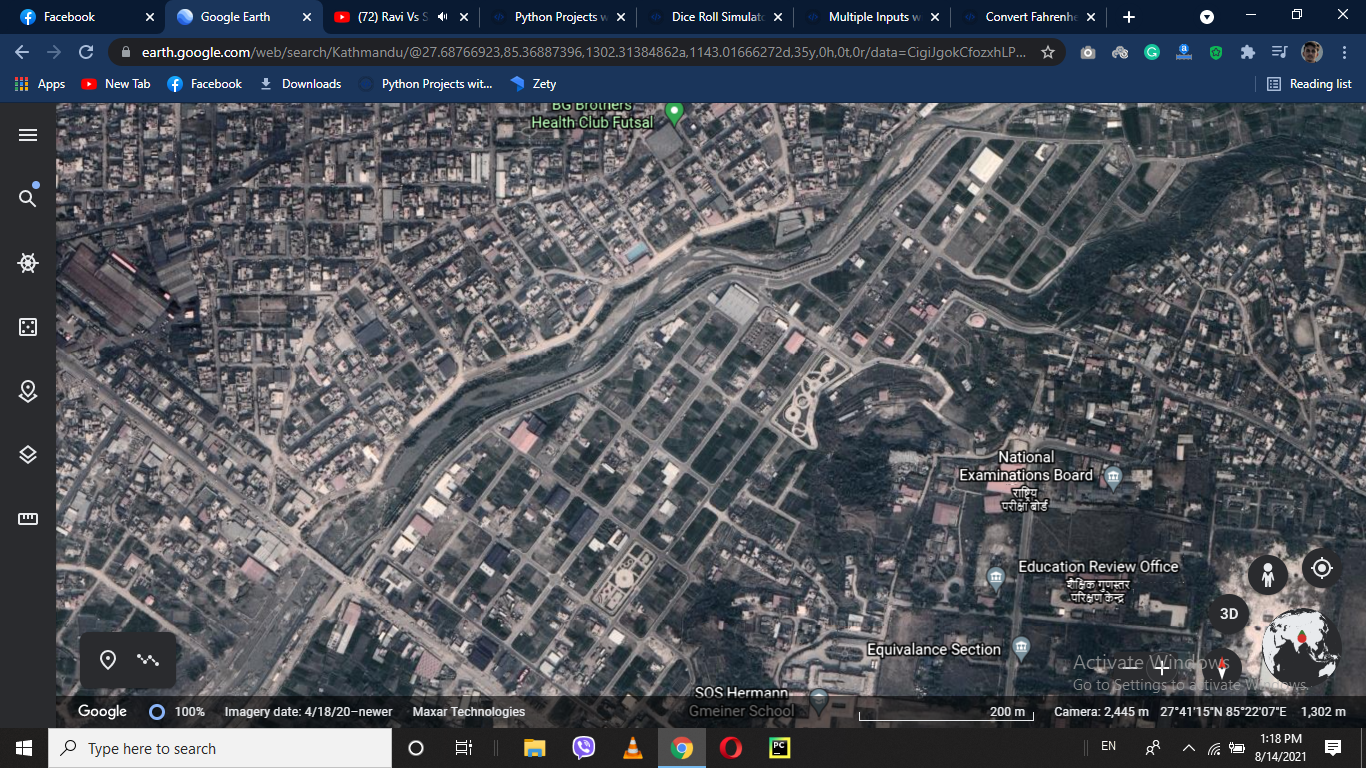 Facebook
Google Earth
(72) Ravi Vs S
Python Projects w
Dice Roll Simulato
Multiple Inputs w
Convert Fahrenhe
earth.google.com/web/search/Kathmandu/@27.68766923,85.36887396,1302.31384862a,1143.01666272d,35y,0h,0t,0r/data=CigiJgokCfozxhLP...
Apps
New Tab
Facebook
Downloads
Python Projects wit...
Zety
Reading list
BG Brothers
Health Club Futsal
National
Examinations Board
राष्ट्रिय
परीक्षा बोर्ड
Education Review Office
शैक्षिक गुणस्तर
परिक्षण केन्द्र
3D
Equivalance Section
Activate Windows
Go to Settings to activate Windows.
SOS Hermann
Gmeiner School
Google
100%
Imagery date: 4/18/20–newer
Maxar Technologies
200 m
Camera: 2,445 m
27°41'15"N 85°22'07"E
1,302 m
Type here to search
PC
EN
1:18 PM
8/14/2021